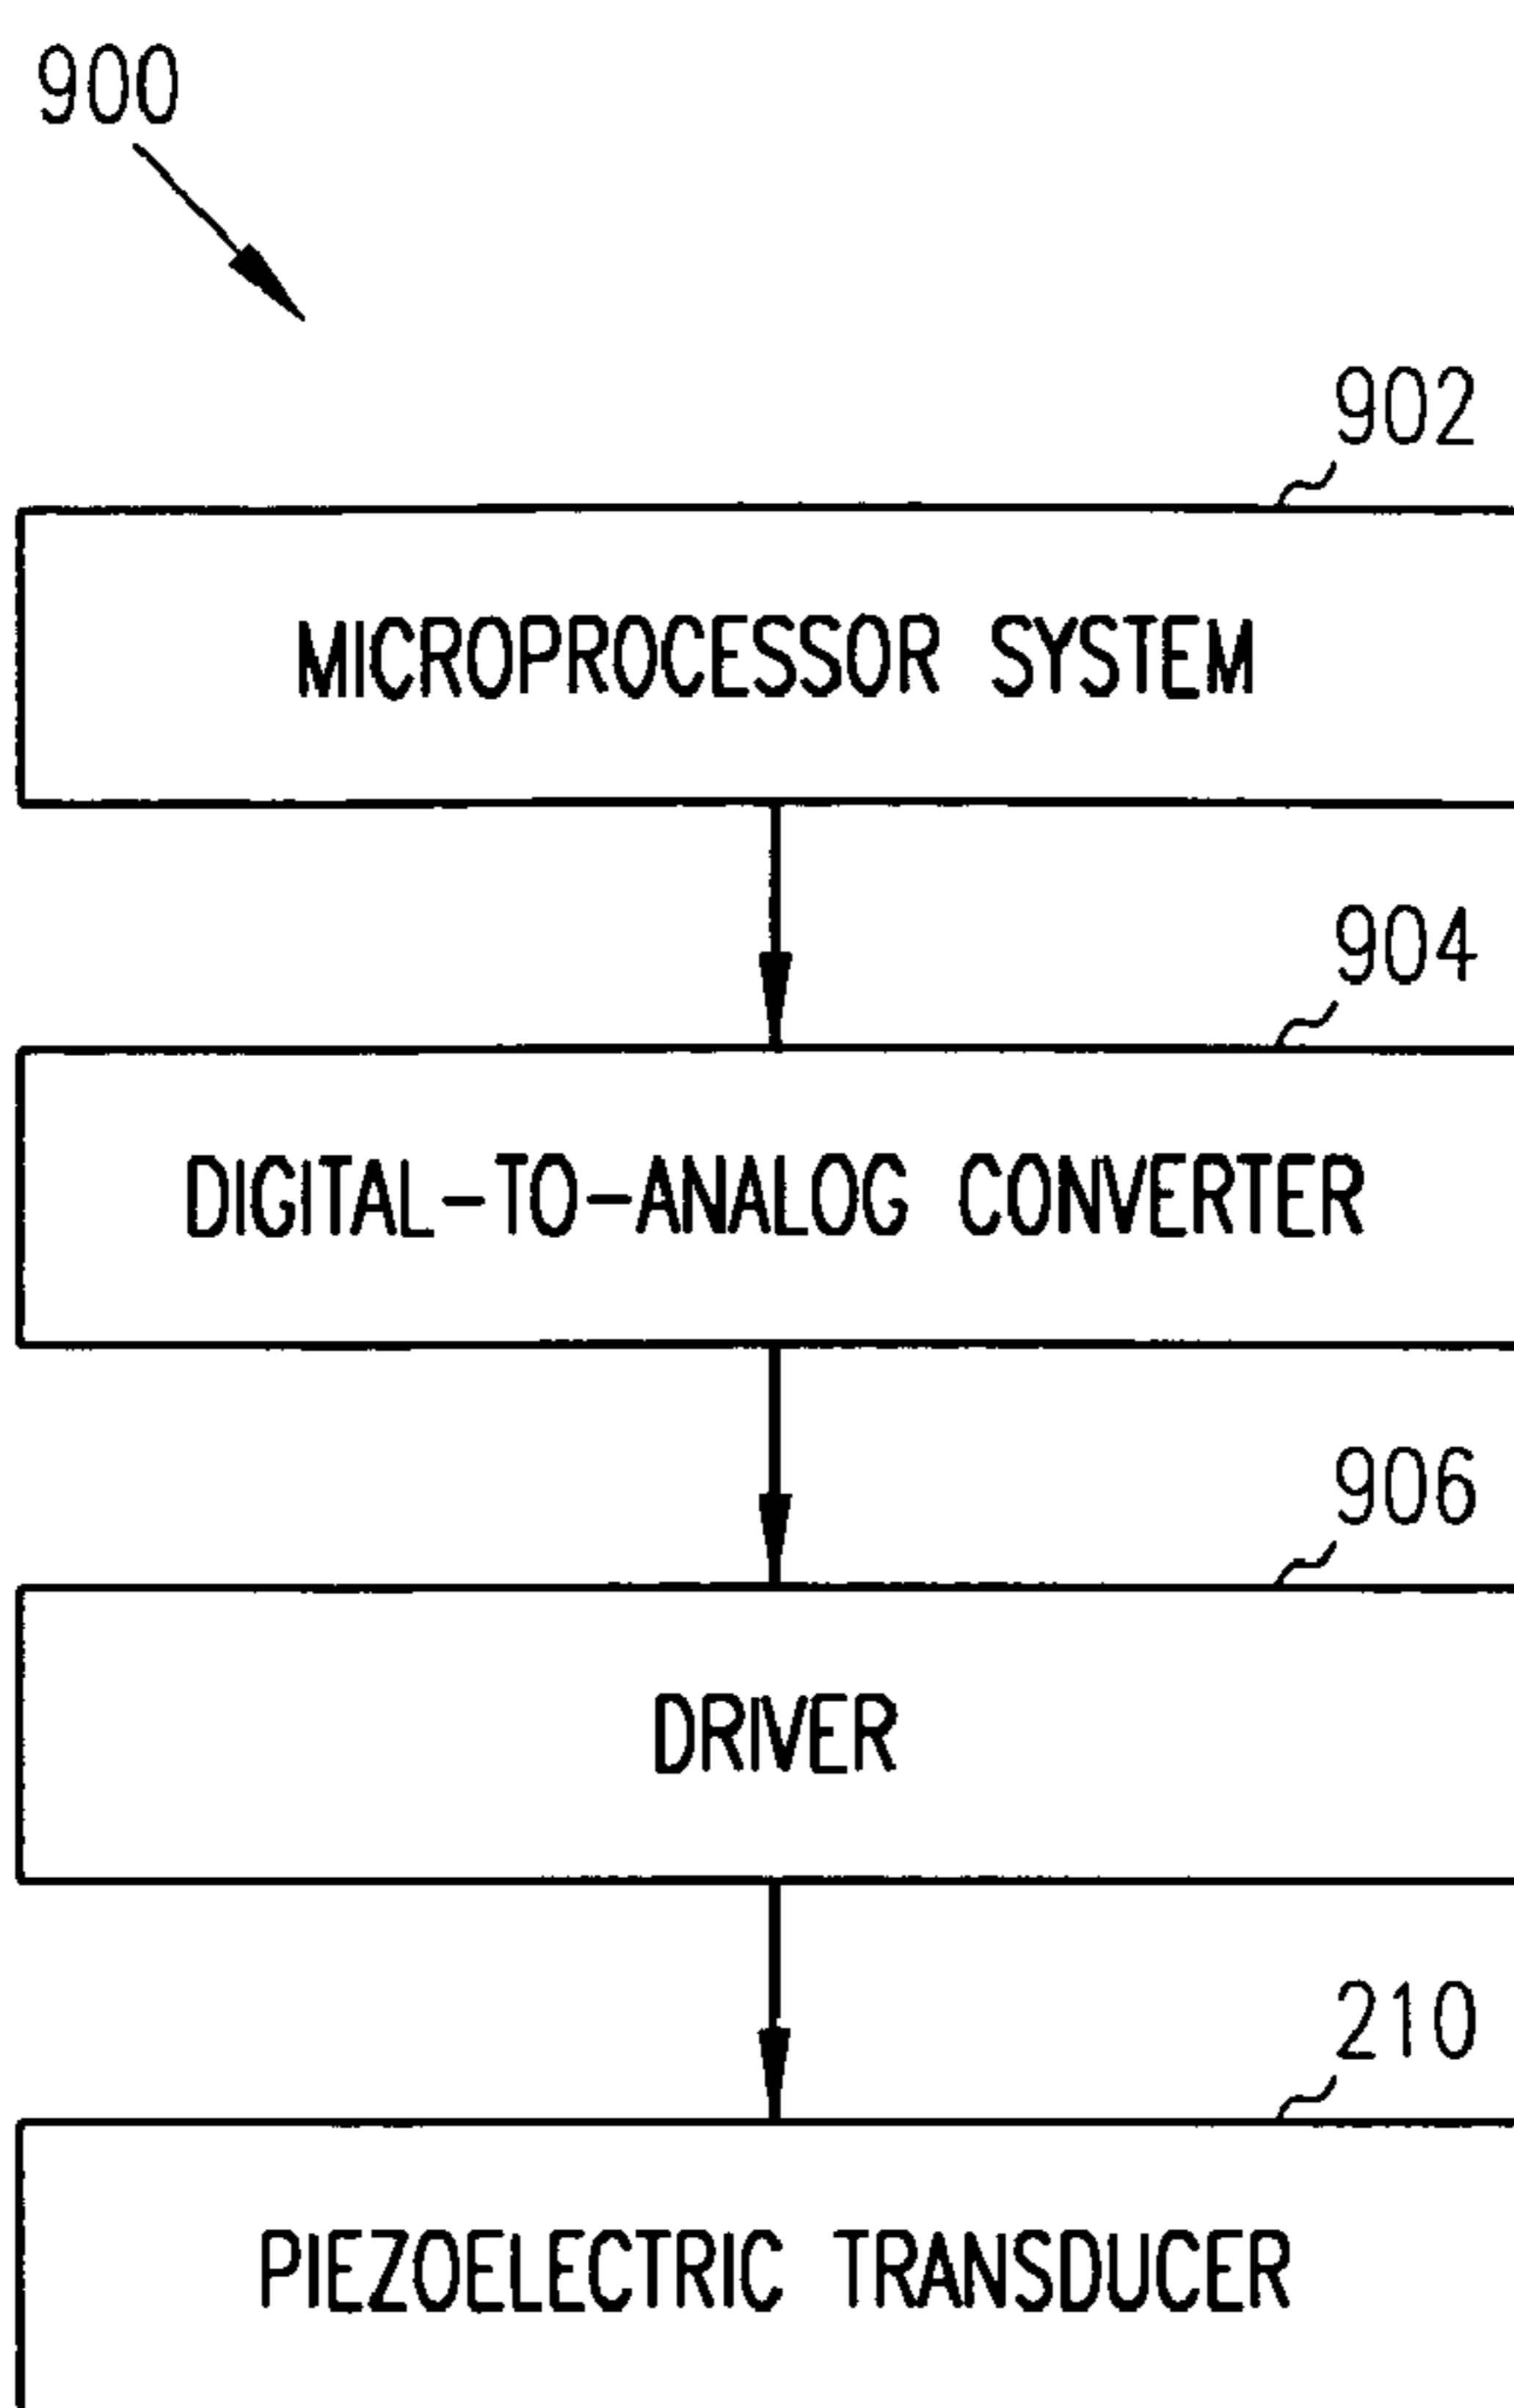 900
902
MICROPROCESSOR SYSTEM
904
DIGITAL-TO-ANALOG CONVERTER
906
DRIVER
210
PIEZOELECTRIC TRANSDUCER